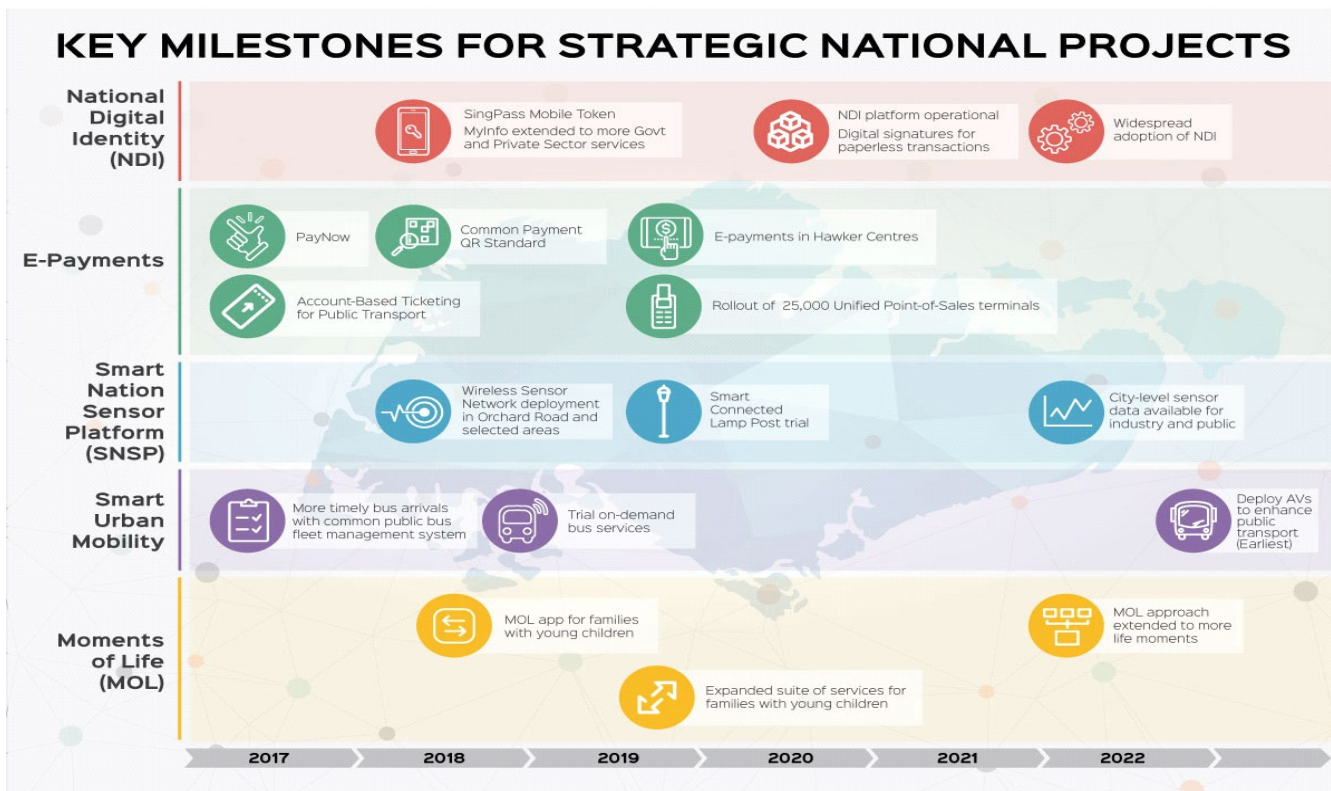 KEY MILESTONES FOR STRATEGIC NATIONAL PROJECTS
National
Digital
Identity
(NDI)
SingPass Mobile Token
MyInfo extended to more Govt
and Private Sector services
NDI platform operational
Digital signatures for
paperless transactions
Widespread
adoption of NDI
E-Payments
PayNow
Common Payment
QR Standard
E-payments in Hawker Centres
Account-Based Ticketing
for Public Transport
Rollout of 25,000 Unified Point-of-Sales terminals
Smart
Nation
Sensor
Platform
(SNSP)
Wireless Sensor
Network deployment
in Orchard Road and
selected areas
Smart
Connected
Lamp Post trial
City-level sensor
data available for
industry and public
Smart
Urban
Mobility
More timely bus arrivals
with common public bus
fleet management system
Trial on-demand
bus services
Deploy AVs
to enhance
public
transport
(Earliest)
Moments
of Life
(MOL)
MOL app for families
with young children
MOL approach
extended to more
life moments
Expanded suite of services for
families with young children
2017
2018
2019
2020
2021
2022